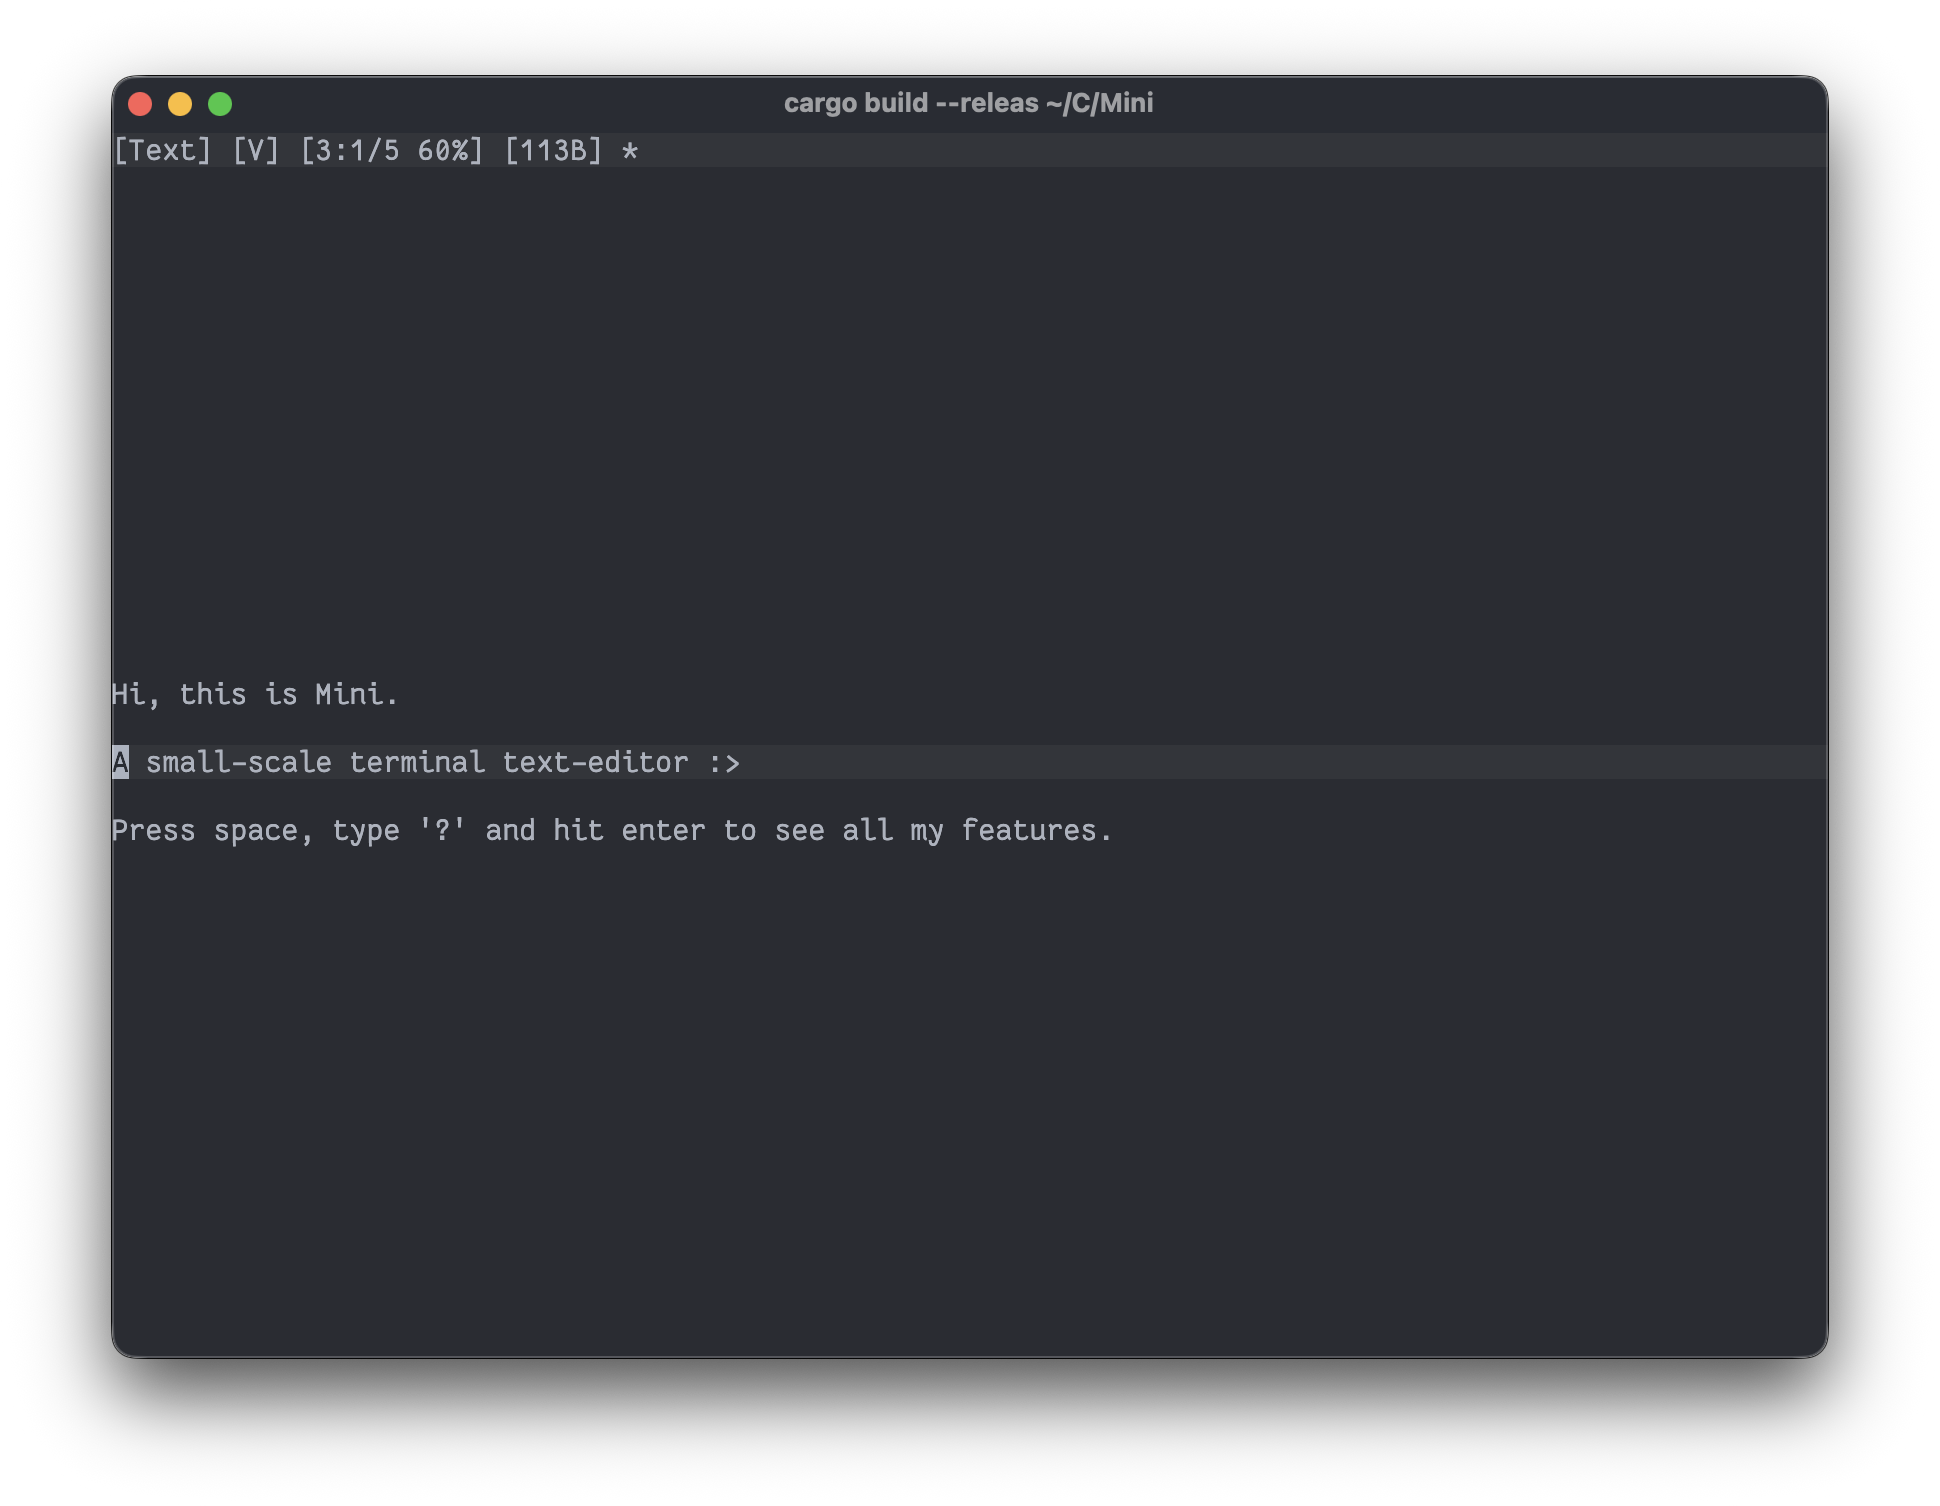 cargo build --releas ~/C/Mini
[Text] [V] [3:1/5 60%] [113B] *
Hi, this is Mini.
A small-scale terminal text-editor :>
Press space, type '?' and hit enter to see all my features.